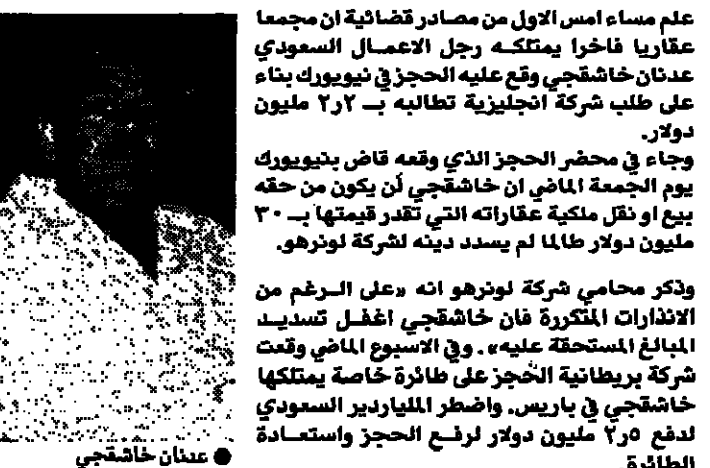 علم مساء امس الاول من مصادر قضائية ان مجمعا
عقاريا فاخرا يمتلكه رجل الاعمال السعودي
عدنان خاشقجي وقع عليه الحجز في نيويورك بناء
على طلب شركة انجليزية تطالبه بـ ٢ر٢ مليون
دولار.
وجاء في محضر الحجز الذي وقعه قاض بنيويورك
يوم الجمعة الماضي ان خاشقجي لن يكون من حقه
بيع او نقل ملكية عقاراته التي تقدر قيمتها بـ ٣٠
مليون دولار طالما لم يسدد دينه لشركة لونرهو.
وذكر محامي شركة لونرهو انه «على الرغم من
الانذارات المتكررة فان خاشقجي اغفل تسديد
المبالغ المستحقة عليه». وفي الاسبوع الماضي وقعت
شركة بريطانية الحجز على طائرة خاصة يمتلكها
خاشقجي في باريس. واضطر الملياردير السعودي
لدفع ٥ر٢ مليون دولار لرفع الحجز واستعادة
الطائرة
● عدنان خاشقجي